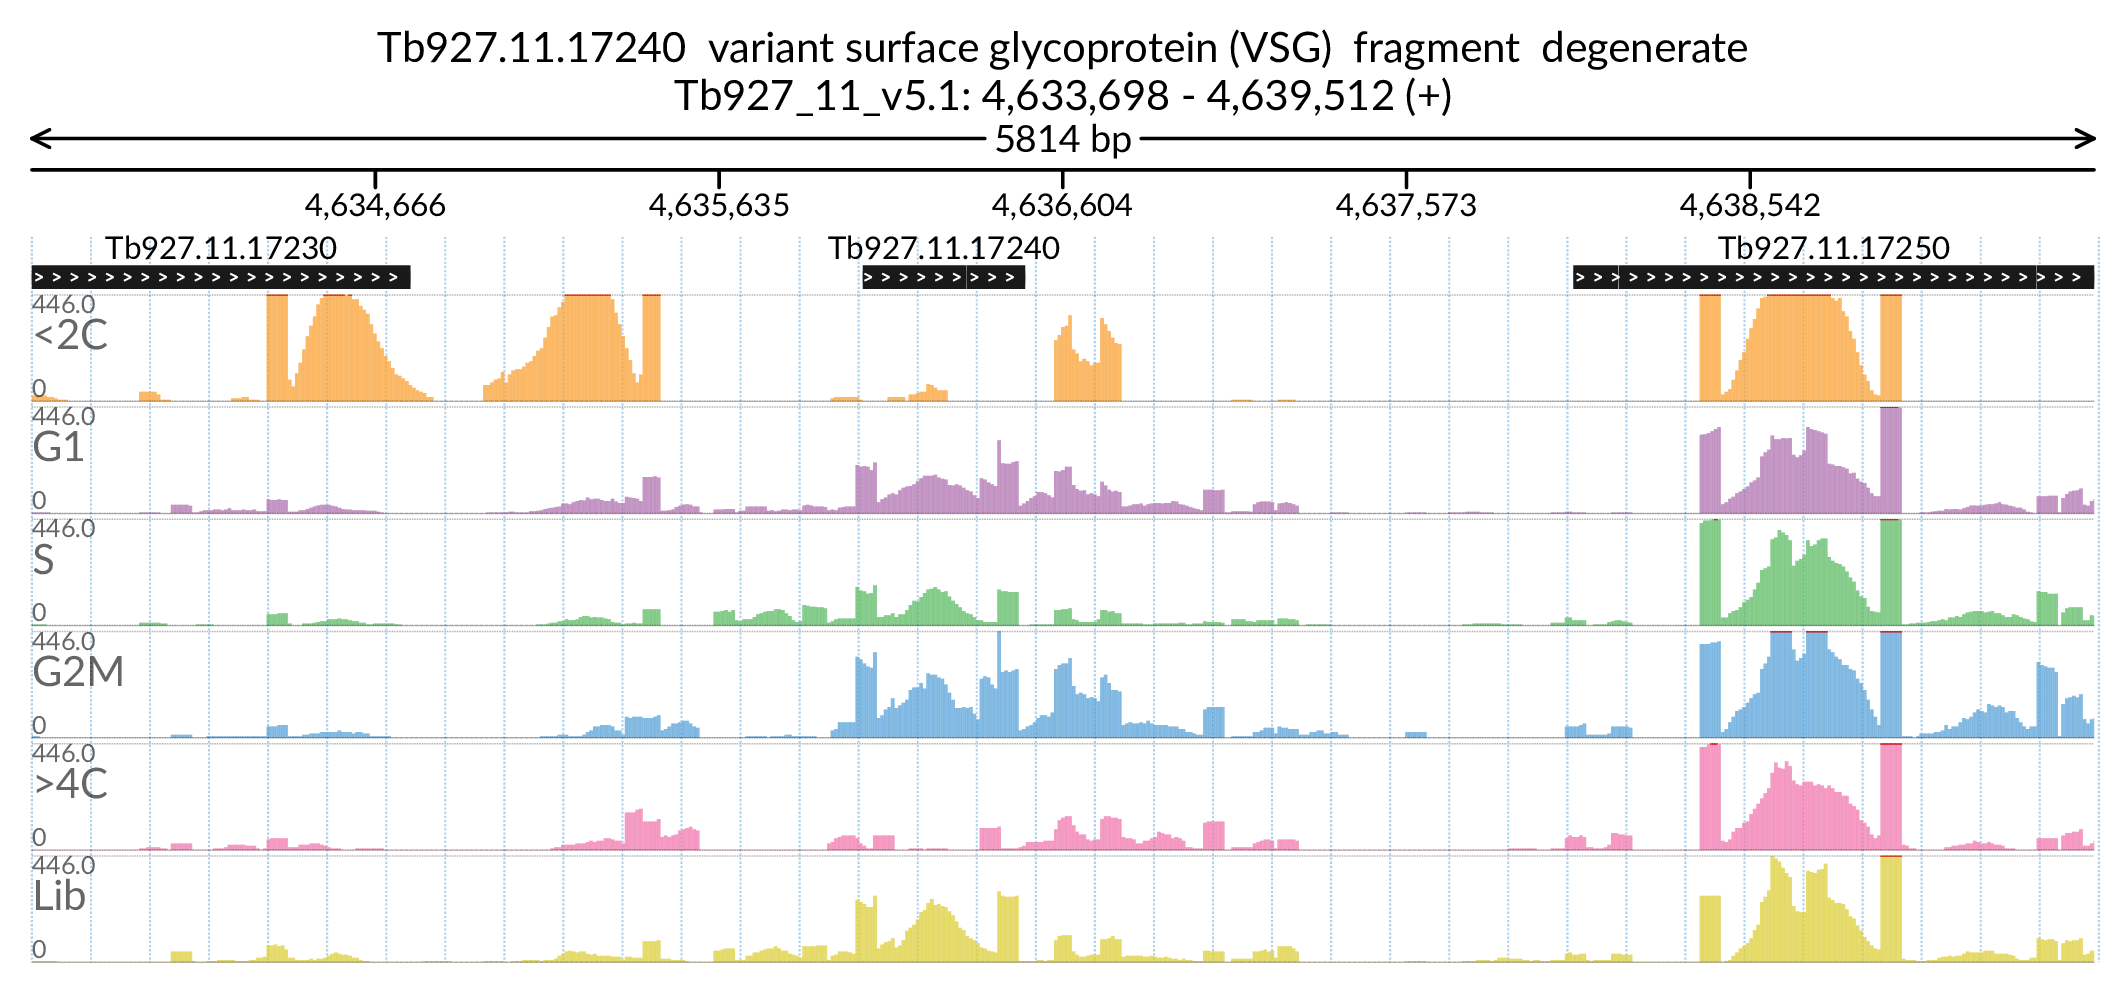 Tb927.11.17240 variant surface glycoprotein (VSG) fragment degenerate
Tb927_11_v5.1: 4,633,698 - 4,639,512 (+)
5814 bp
4,634,666 4,635,635 4,636,604 4,637,573 4,638,542
Tb927.11.17230 Tb927.11.17240 Tb927.11.17250
446.0
<2C
0
446.0
G1
0
446.0
S
0
446.0
G2M
0
446.0
>4C
0
446.0
Lib
0